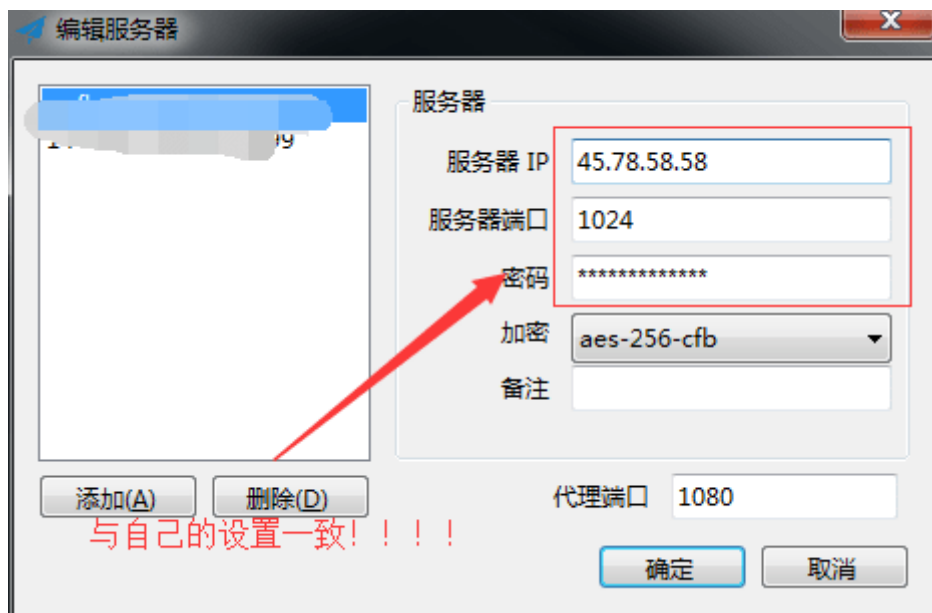 编辑服务器
服务器
服务器 IP 45.78.58.58
服务器端口 1024
密码 *************
加密 aes-256-cfb
备注
添加(A) 删除(D)
代理端口 1080
与自己的设置一致！！！！
确定 取消